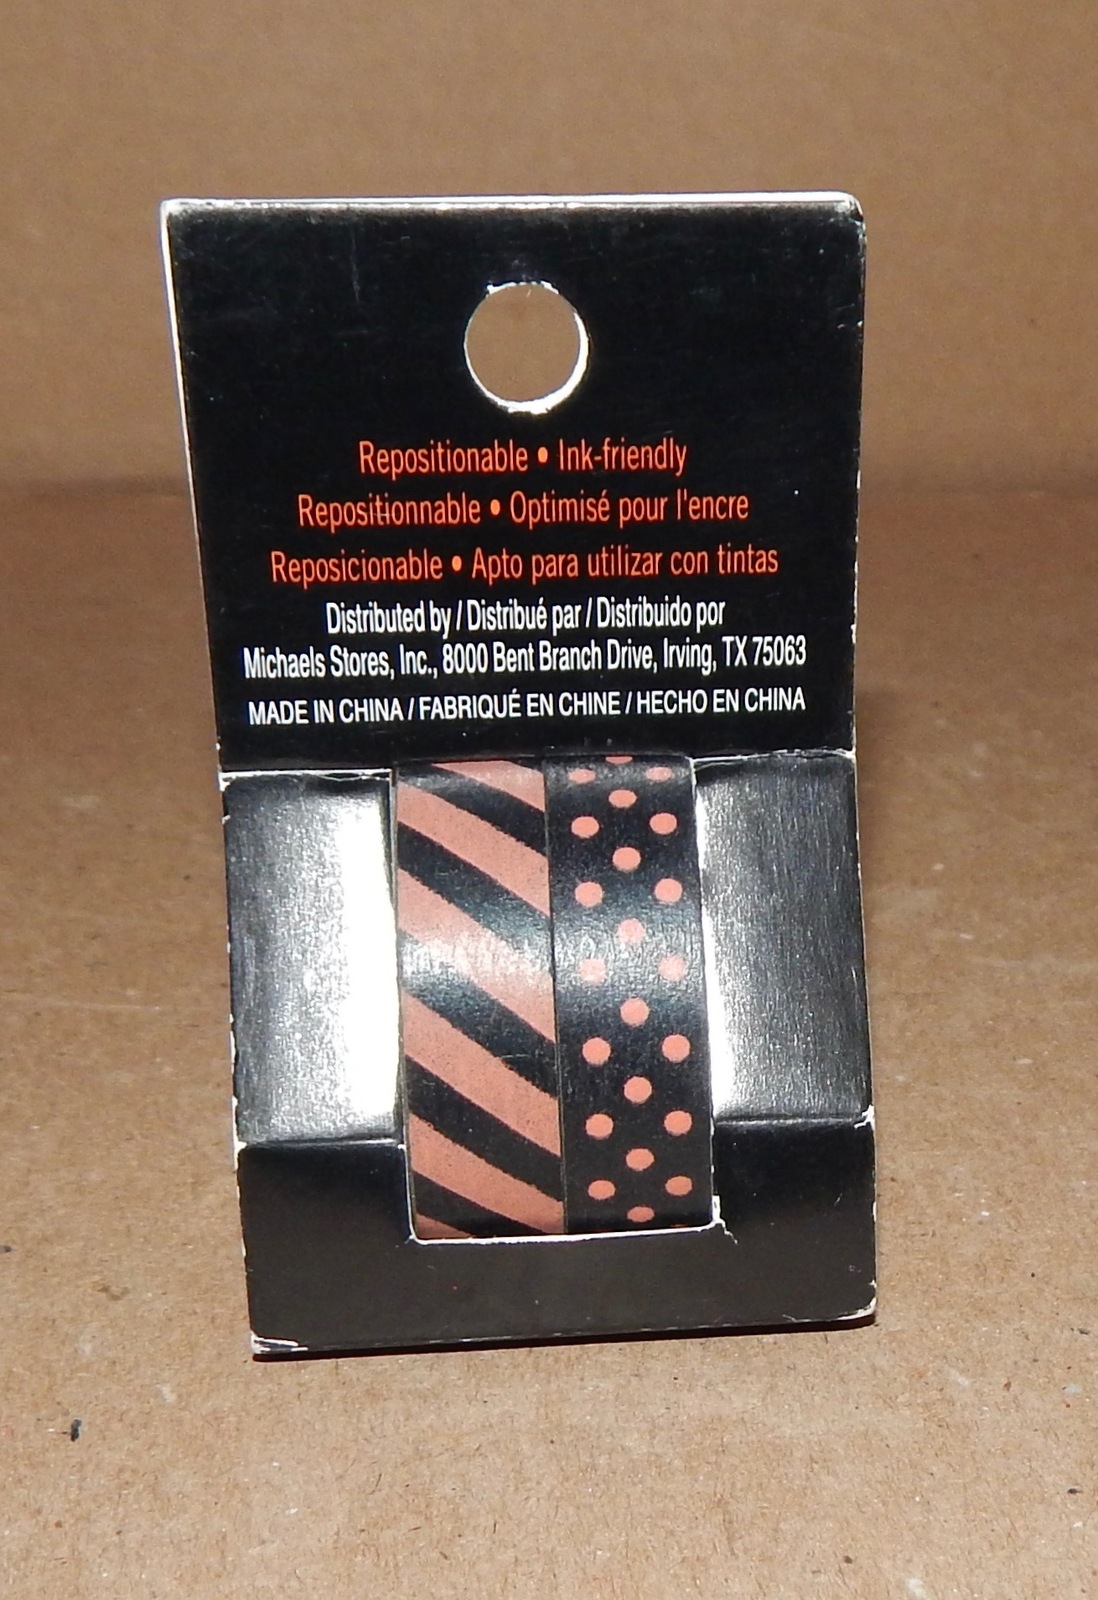 Repositionable • Ink-friendly
Repositionnable • Optimisé pour l'encre
Reposicionable • Apto para utilizar con tintas
Distributed by / Distribué par / Distribuido por
Michaels Stores, Inc., 8000 Bent Branch Drive, Irving, TX 75063
MADE IN CHINA / FABRIQUÉ EN CHINE / HECHO EN CHINA